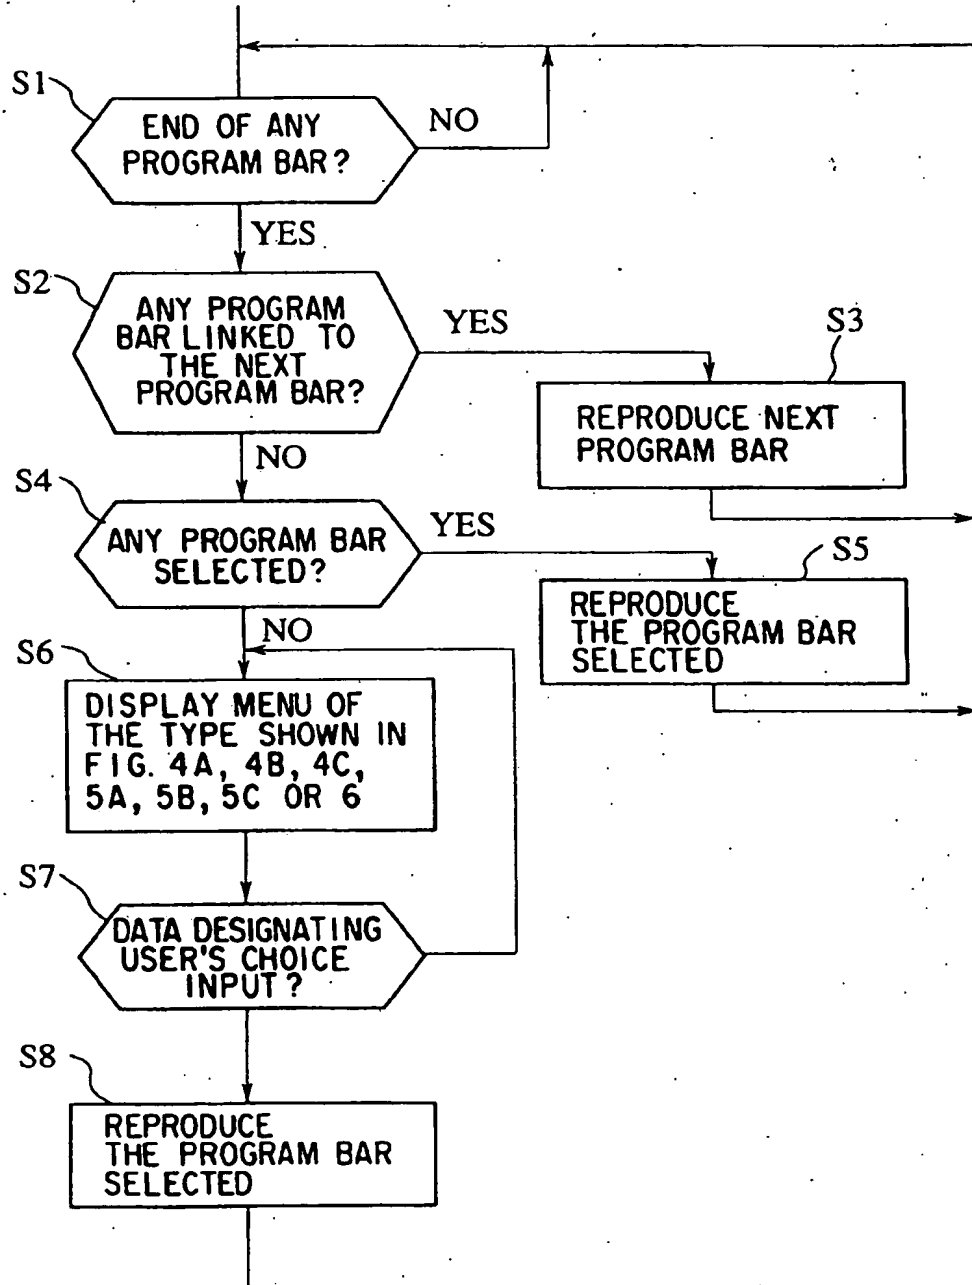 S1
END OF ANY
PROGRAM BAR?
NO
YES
S2
ANY PROGRAM
BAR LINKED TO
THE NEXT
PROGRAM BAR?
YES
S3
REPRODUCE NEXT
PROGRAM BAR
NO
S4
ANY PROGRAM BAR
SELECTED?
YES
S5
REPRODUCE
THE PROGRAM BAR
SELECTED
NO
S6
DISPLAY MENU OF
THE TYPE SHOWN IN
FIG. 4A, 4B, 4C,
5A, 5B, 5C OR 6
S7
DATA DESIGNATING
USER'S CHOICE
INPUT?
S8
REPRODUCE
THE PROGRAM BAR
SELECTED